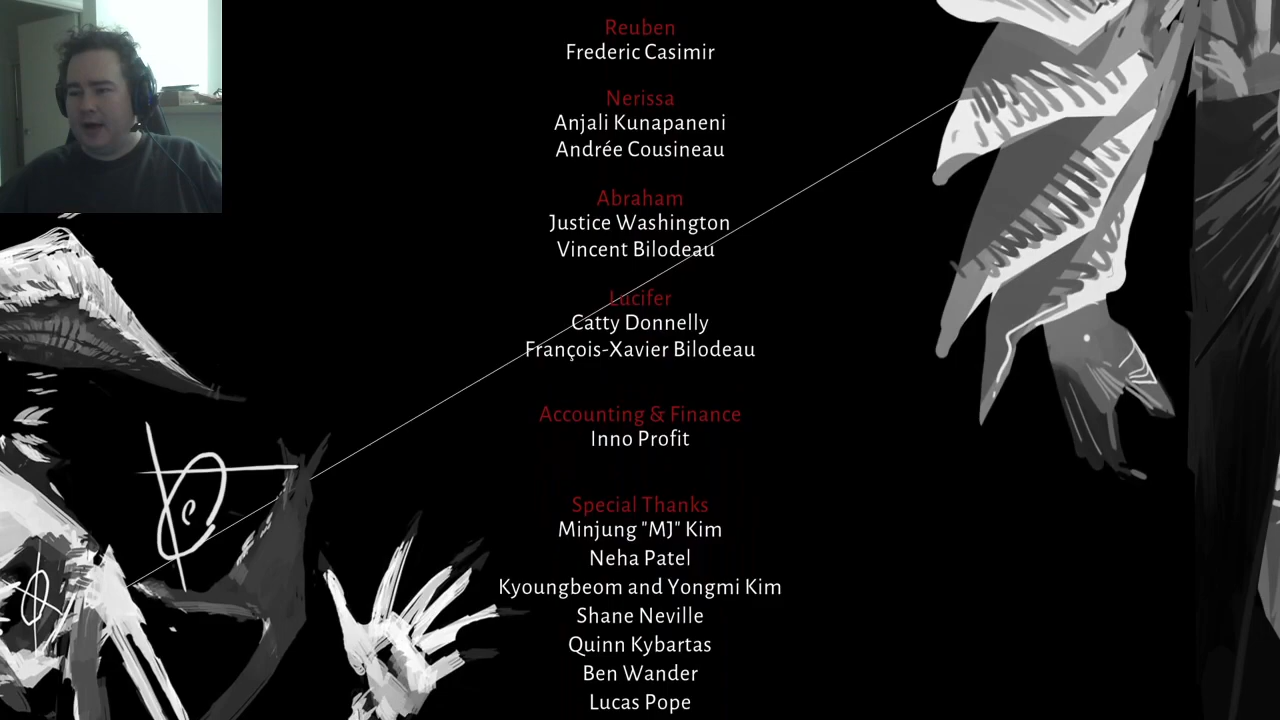 Reuben
Frederic Casimir
Nerissa
Anjali Kunapaneni
Andrée Cousineau
Abraham
Justice Washington
Vincent Bilodeau
Lucifer
Catty Donnelly
François-Xavier Bilodeau
Accounting & Finance
Inno Profit
Special Thanks
Minjung "MJ" Kim
Neha Patel
Kyoungbeom and Yongmi Kim
Shane Neville
Quinn Kybartas
Ben Wander
Lucas Pope